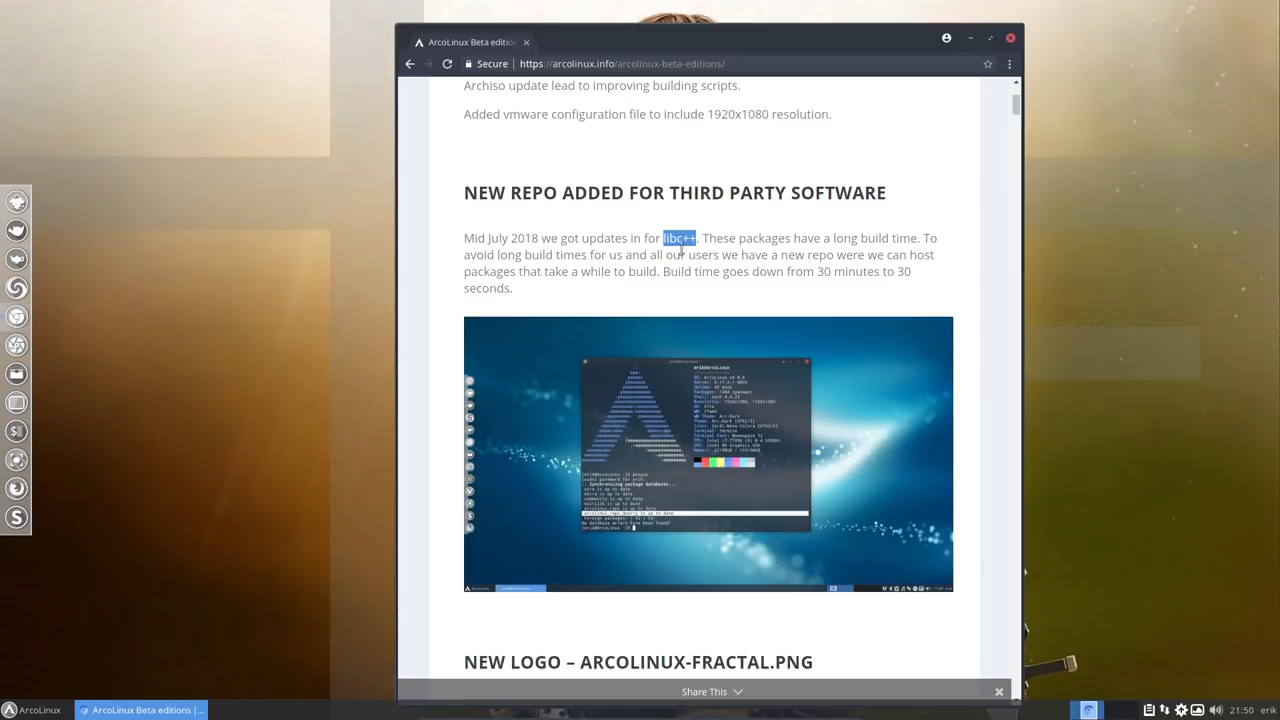 ArcoLinux Beta editio
Secure
https://arcolinux.info/arcolinux-beta-editions/
Archiso update lead to improving building scripts.
Added vmware configuration file to include 1920x1080 resolution.
NEW REPO ADDED FOR THIRD PARTY SOFTWARE
Mid July 2018 we got updates in for libc++. These packages have a long build time. To
avoid long build times for us and all our users we have a new repo were we can host
packages that take a while to build. Build time goes down from 30 minutes to 30
seconds.
NEW LOGO – ARCOLINUX-FRACTAL.PNG
Share This
ArcoLinux
ArcoLinux Beta editions |...
21:50
erik